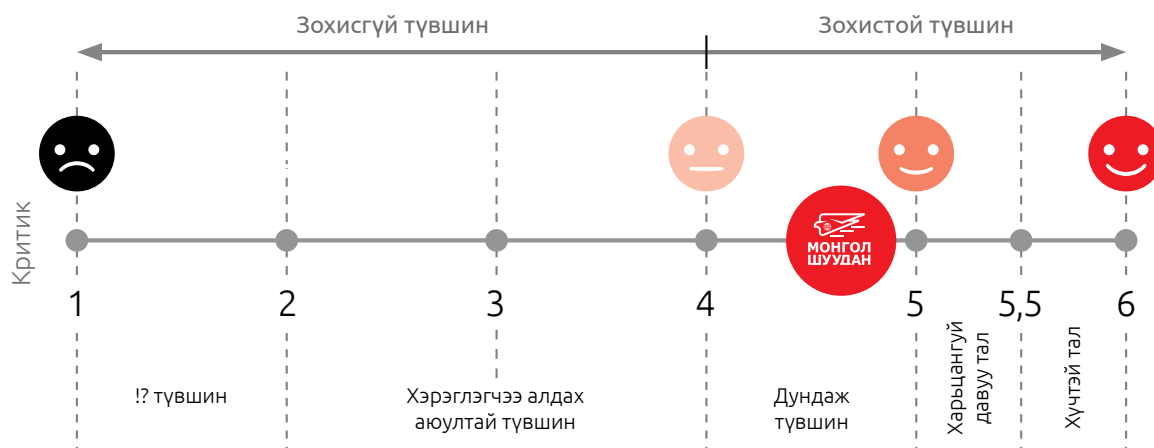 Зохисгүй түвшин
Зохистой түвшин
Критик
МОНГОЛ
ШУУДАН
1
2
3
4
5
5,5
6
!? түвшин
Хэрэглэгчээ алдах
аюултай түвшин
Дундаж
түвшин
Харьцангуй
давуу тал
Хүчтэй тал